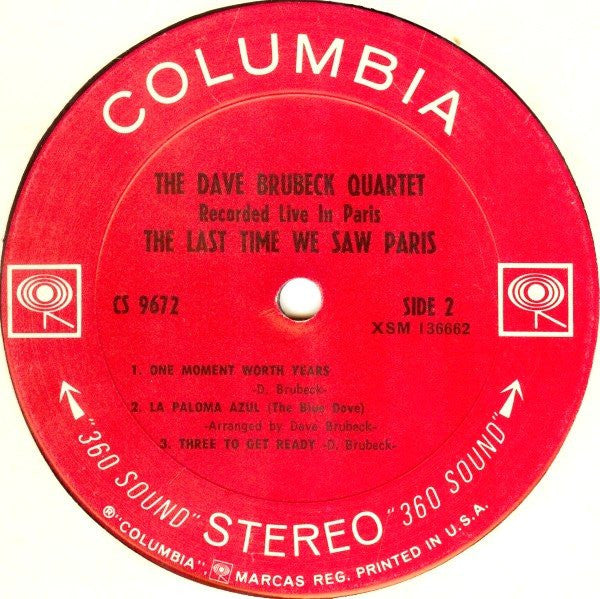 COLUMBIA
THE DAVE BRUBECK QUARTET
Recorded Live In Paris
THE LAST TIME WE SAW PARIS
CS 9672
SIDE 2
XSM 136662
1. ONE MOMENT WORTH YEARS
-D. Brubeck-
2. LA PALOMA AZUL (The Blue Dove)
-Arranged by Dave Brubeck-
3. THREE TO GET READY -D. Brubeck-
"360 SOUND" STEREO "360 SOUND"
®"COLUMBIA", MARCAS REG. PRINTED IN U.S.A.